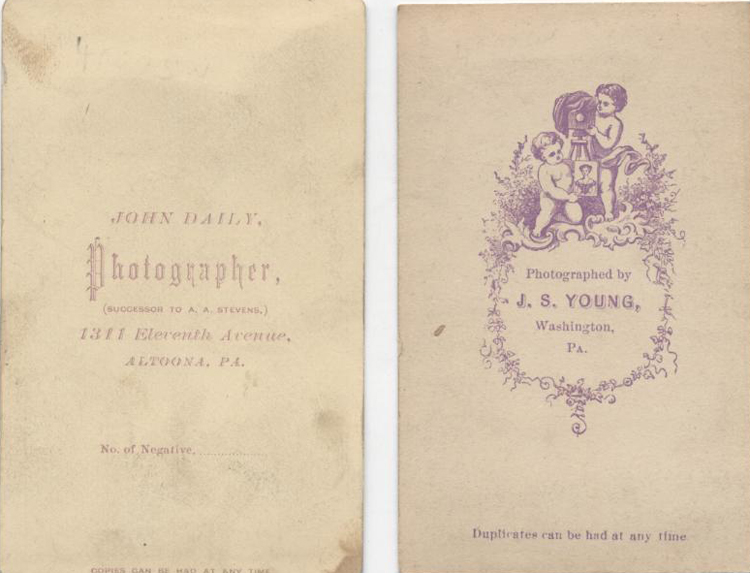 JOHN DAILY,
Photographer,
(SUCCESSOR TO A. A. STEVENS,)
1311 Eleventh Avenue,
ALTOONA, PA.
No. of Negative,
COPIES CAN BE HAD AT ANY TIME
Photographed by
J. S. YOUNG,
Washington,
PA.
Duplicates can be had at any time